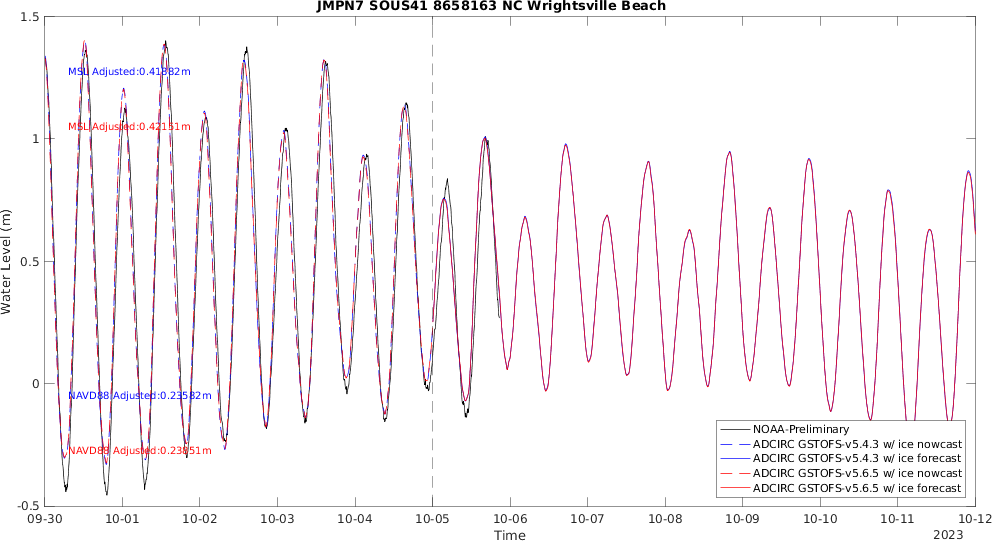 JMPN7 SOUS41 8658163 NC Wrightsville Beach
1.5
MSL Adjusted:0.41882m
MSL Adjusted:0.42151m
1
Water Level (m)
0.5
0
NAVD88 Adjusted:0.23582m
NAVD88 Adjusted:0.23851m
NOAA-Preliminary
ADCIRC GSTOFS-v5.4.3 w/ ice nowcast
ADCIRC GSTOFS-v5.4.3 w/ ice forecast
ADCIRC GSTOFS-v5.6.5 w/ ice nowcast
ADCIRC GSTOFS-v5.6.5 w/ ice forecast
-0.5
09-30 10-01 10-02 10-03 10-04 10-05 10-06 10-07 10-08 10-09 10-10 10-11 10-12
Time
2023